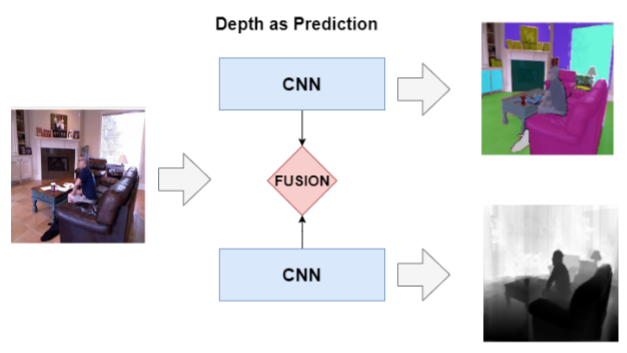 Depth as Prediction
CNN
FUSION
CNN